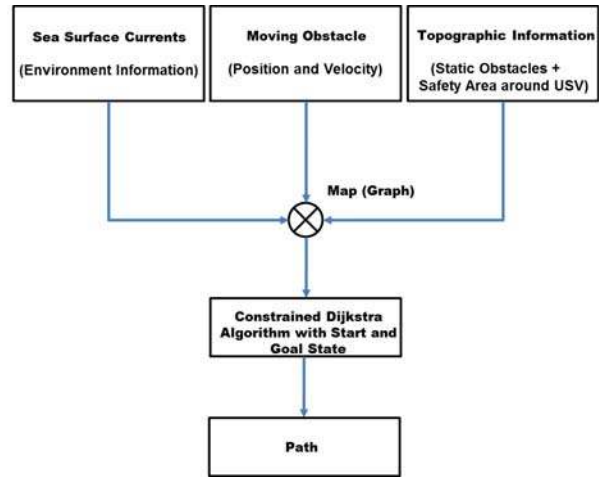 Sea Surface Currents
(Environment Information)
Moving Obstacle
(Position and Velocity)
Topographic Information
(Static Obstacles +
Safety Area around USV)
Map (Graph)
Constrained Dijkstra
Algorithm with Start and
Goal State
Path